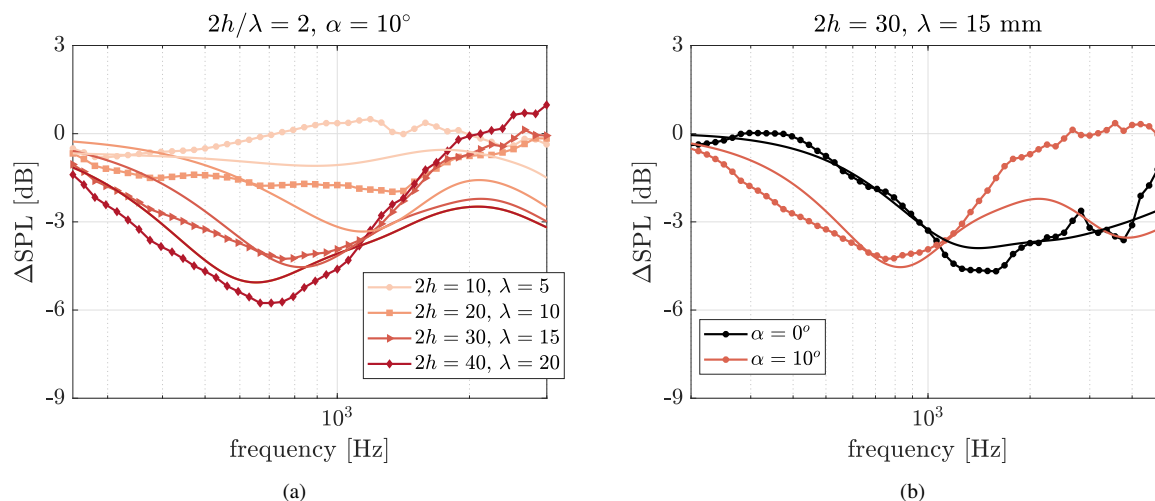 2h/λ = 2, α = 10°
3
0
-3
-6
-9
ΔSPL [dB]
2h = 10, λ = 5
2h = 20, λ = 10
2h = 30, λ = 15
2h = 40, λ = 20
10³
frequency [Hz]
(a)
2h = 30, λ = 15 mm
3
0
-3
-6
-9
ΔSPL [dB]
α = 0º
α = 10º
10³
frequency [Hz]
(b)